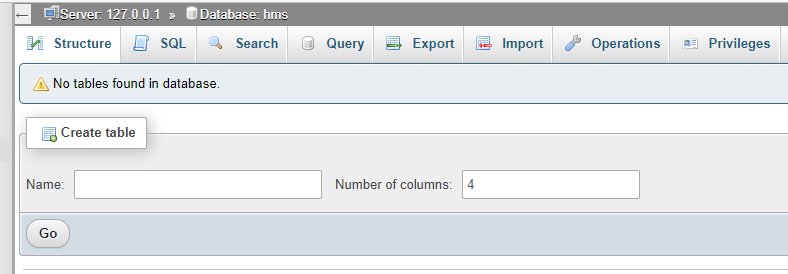 Server: 127.0.0.1 » Database: hms
Structure SQL Search Query Export Import Operations Privileges
No tables found in database.
Create table
Name: Number of columns: 4
Go